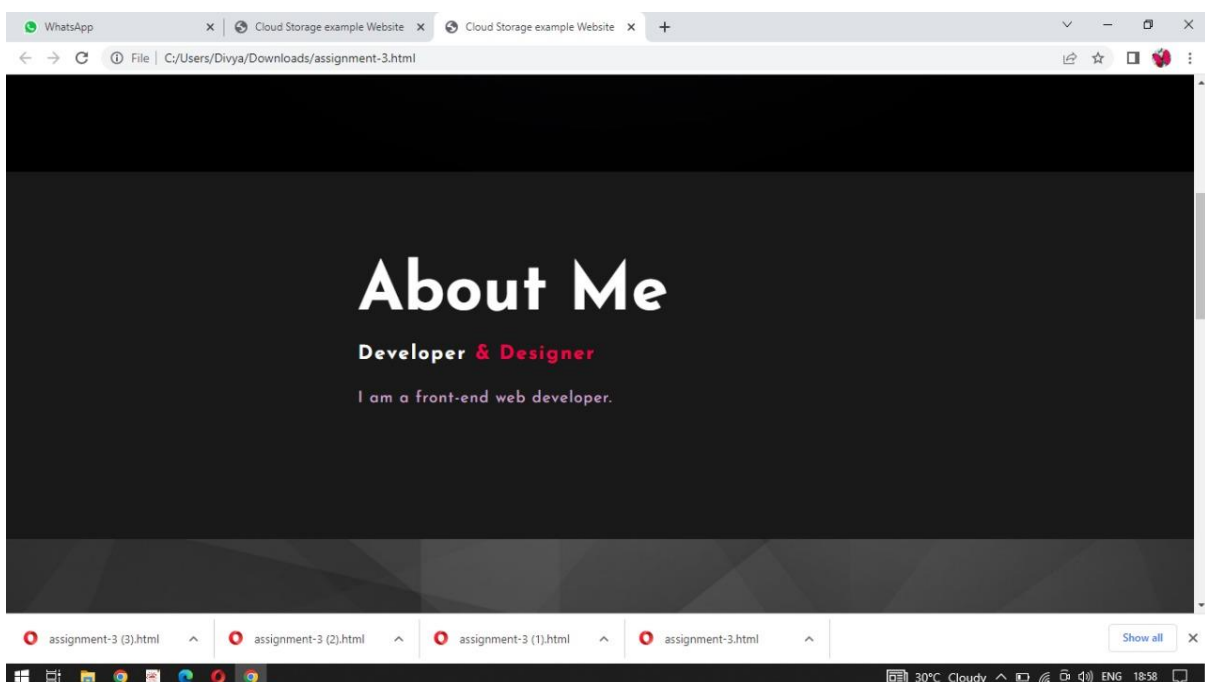 WhatsApp
Cloud Storage example Website
Cloud Storage example Website
File | C:/Users/Divya/Downloads/assignment-3.html
About Me
Developer & Designer
I am a front-end web developer.
assignment-3 (3).html
assignment-3 (2).html
assignment-3 (1).html
assignment-3.html
Show all
30°C Cloudy
ENG
18:58